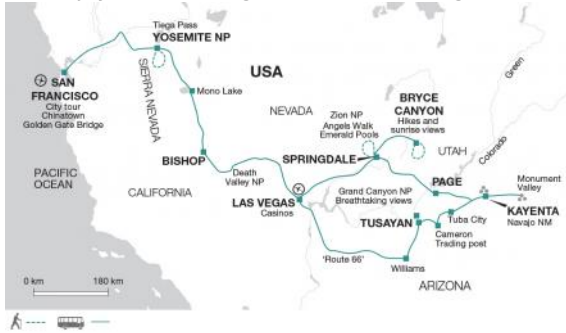 Tiega Pass
YOSEMITE NP
USA
SAN
FRANCISCO
City tour
Chinatown
Golden Gate Bridge
SIERRA NEVADA
Mono Lake
NEVADA
Zion NP
Angels Walk
Emerald Pools
BRYCE
CANYON
Hikes and
sunrise views
Green
Colorado
UTAH
PACIFIC
OCEAN
BISHOP
SPRINGDALE
Death
Valley NP
CALIFORNIA
Grand Canyon NP
Breathtaking views
PAGE
Monument
Valley
LAS VEGAS
Casinos
TUSAYAN
Tuba City
KAYENTA
Navajo NM
Cameron
Trading post
'Route 66'
Williams
ARIZONA
0 km
180 km